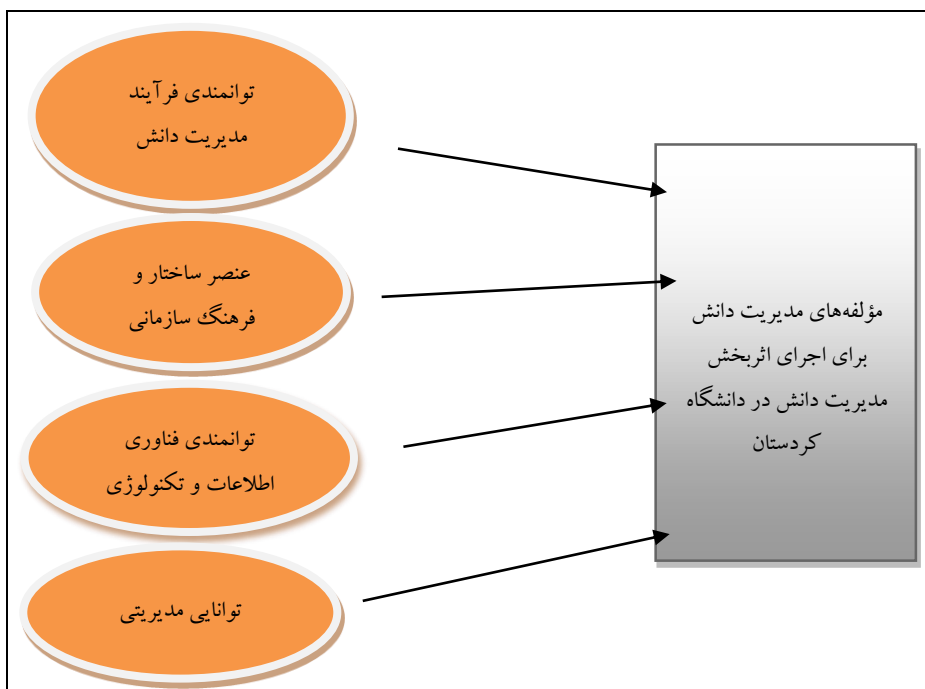 توانمندی فرآیند
مدیریت دانش
عنصر ساختار و
فرهنگ سازمانی
توانمندی فناوری
اطلاعات و تکنولوژی
توانایی مدیریتی
مؤلفه‌های مدیریت دانش
برای اجرای اثربخش
مدیریت دانش در دانشگاه
کردستان